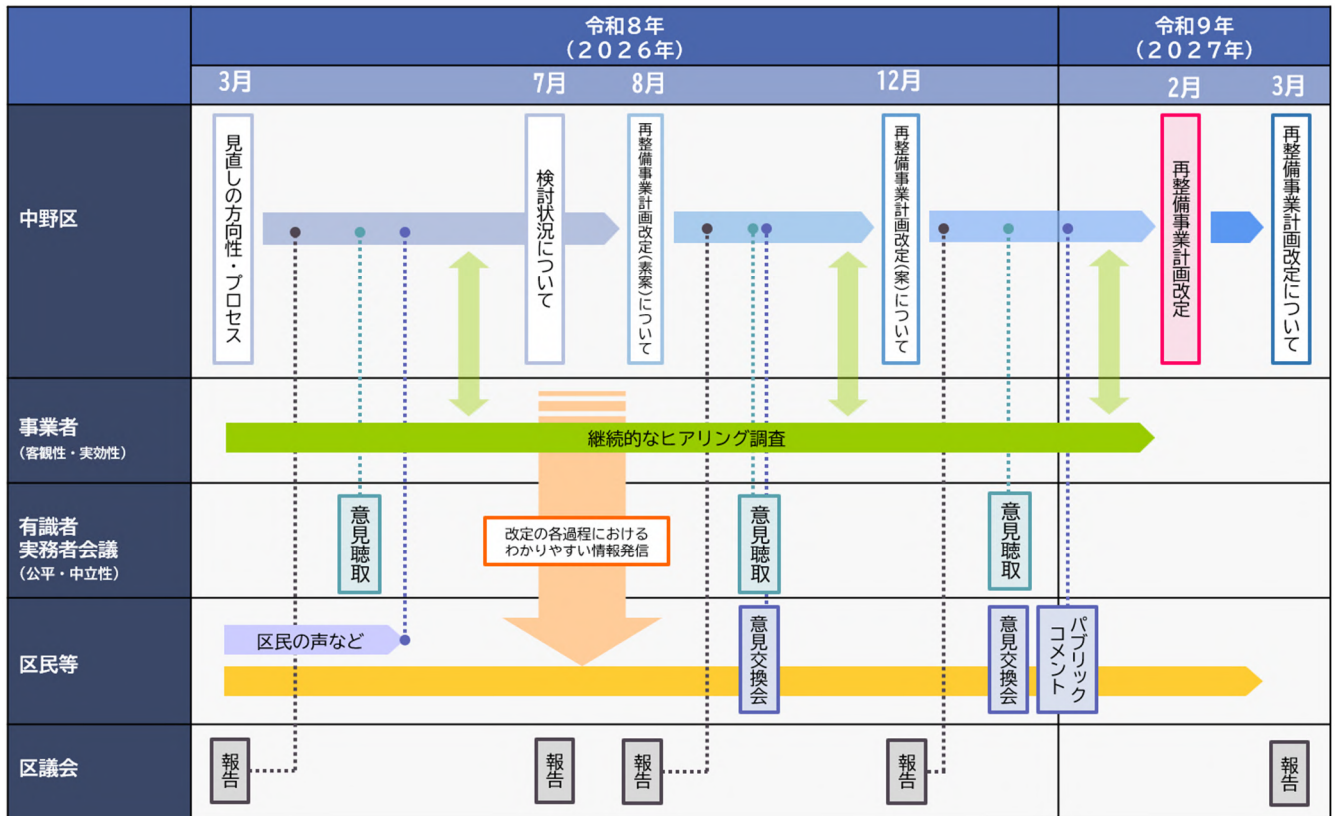 令和8年
(2026年)
令和9年
(2027年)
3月
7月
8月
12月
2月
3月
中野区
見直しの方向性・プロセス
検討状況について
再整備事業計画改定(素案)について
再整備事業計画改定(案)について
再整備事業計画改定
再整備事業計画改定について
事業者
(客観性・実効性)
継続的なヒアリング調査
有識者
実務者会議
(公平・中立性)
意見聴取
改定の各過程における
わかりやすい情報発信
意見聴取
意見聴取
区民等
区民の声など
意見交換会
意見交換会
パブリック
コメント
区議会
報告
報告
報告
報告
報告